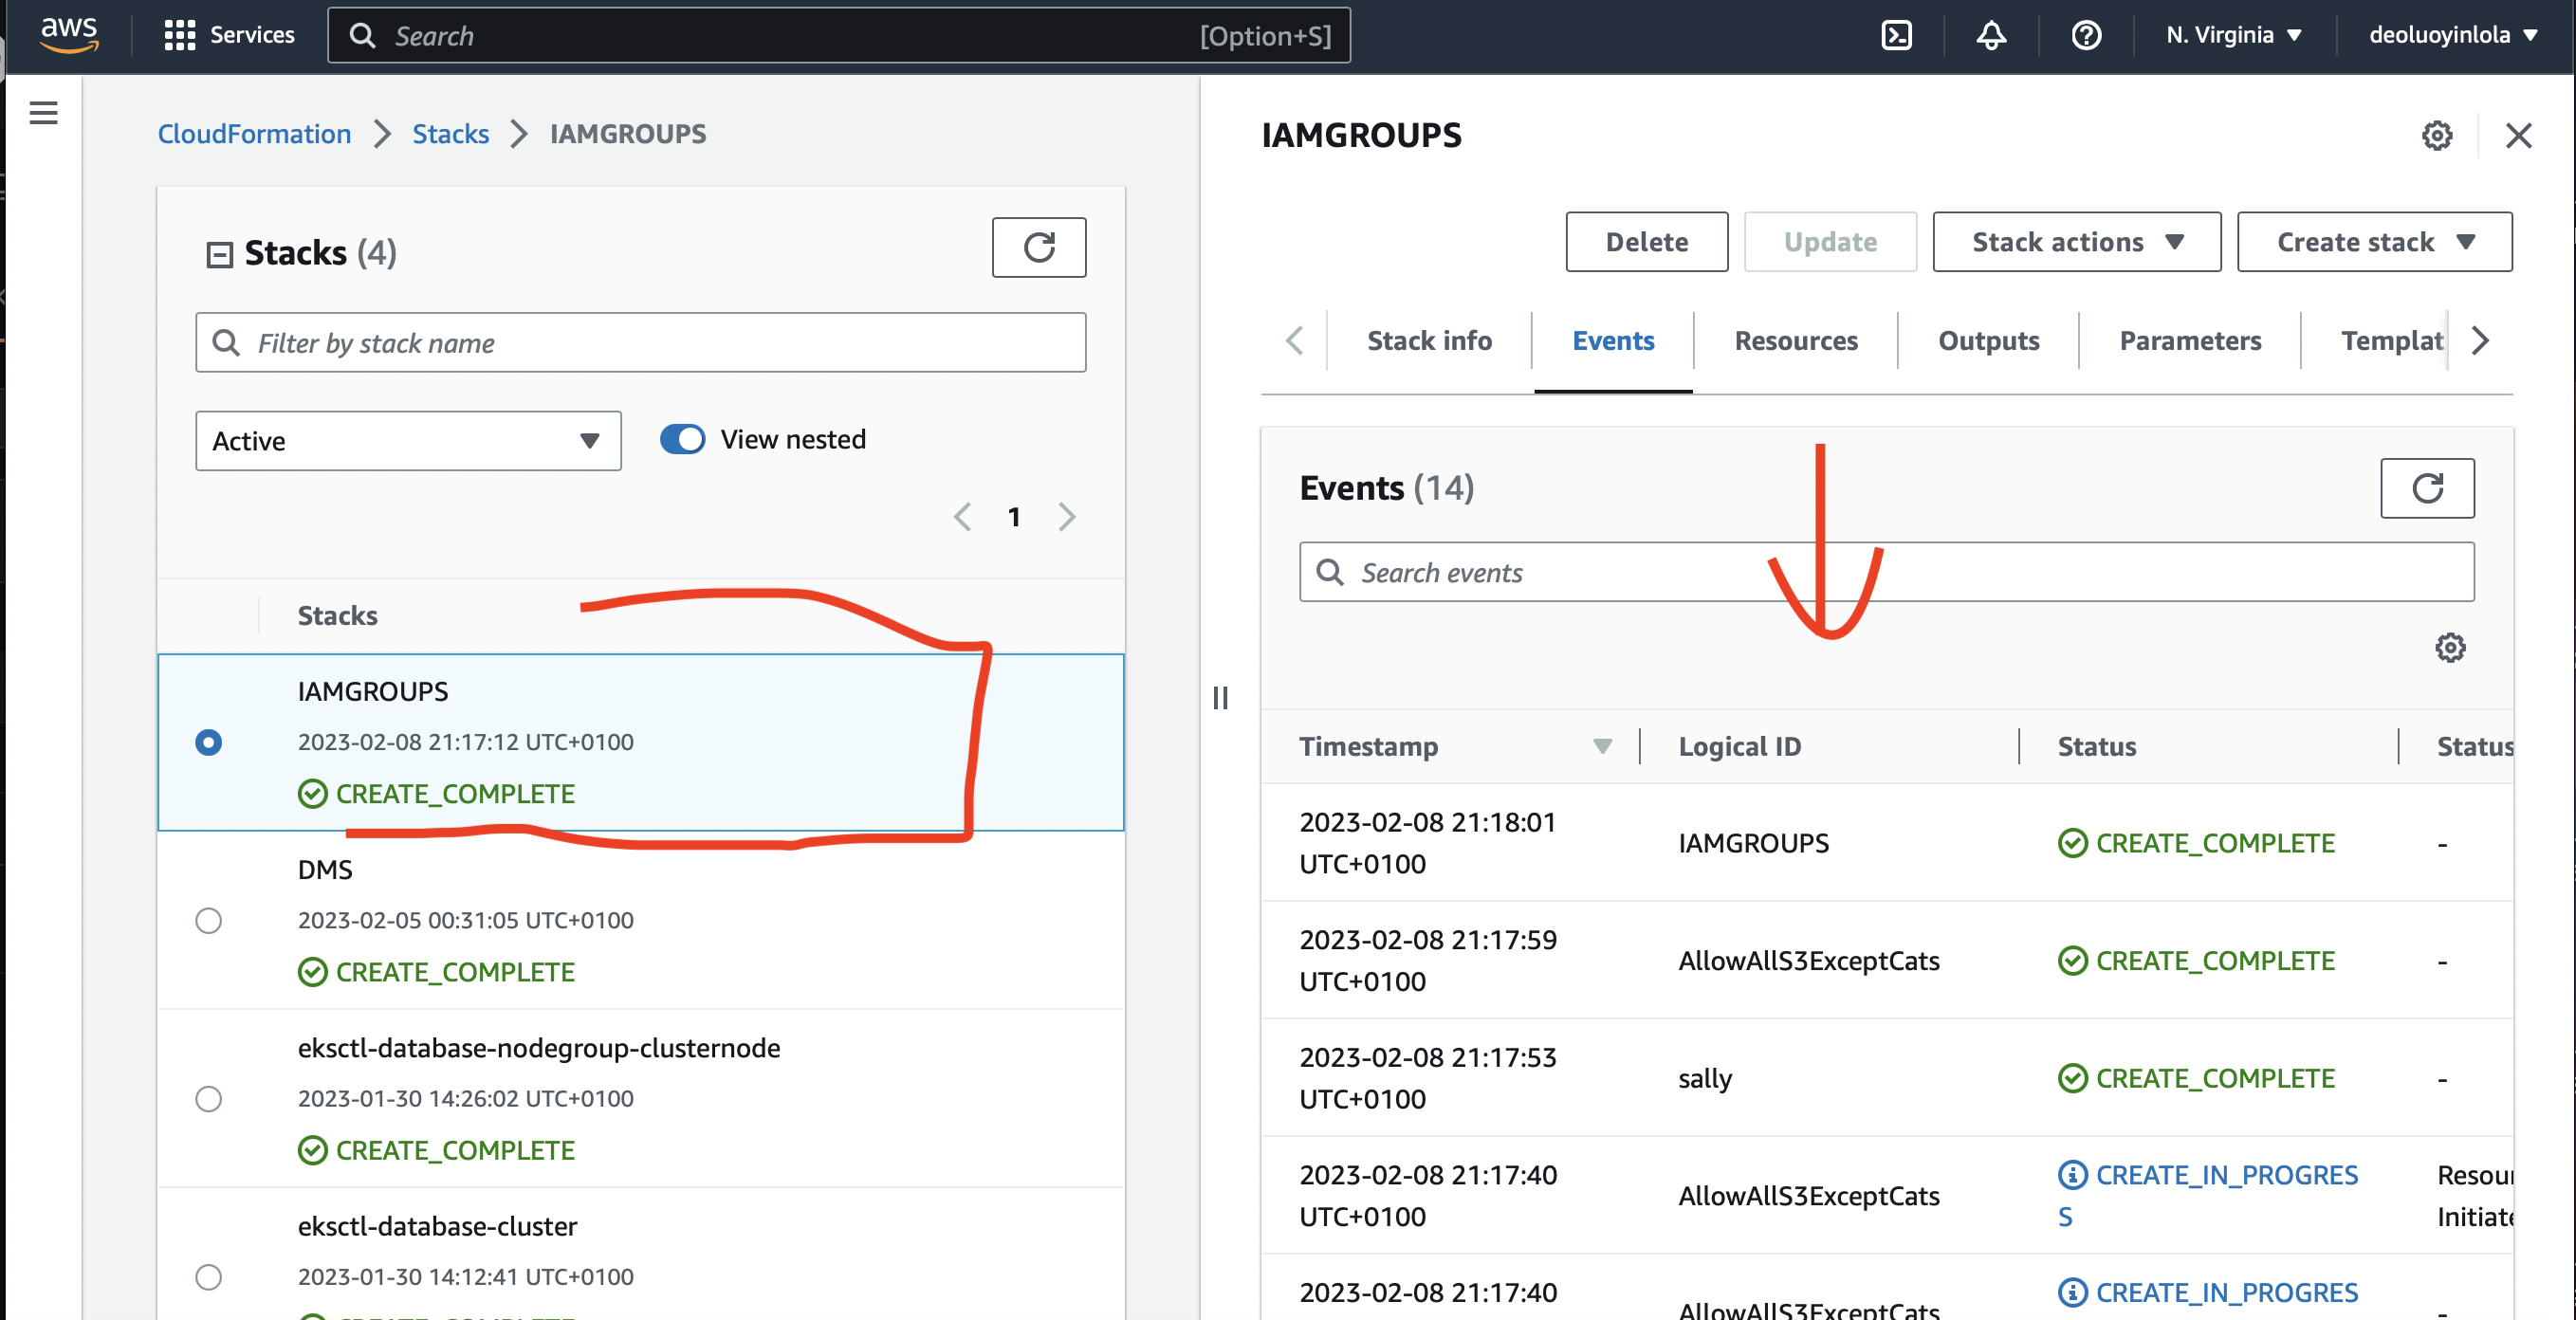 aws
Services
Search
[Option+S]
N. Virginia
deoluoyinlola
CloudFormation
Stacks
IAMGROUPS
Stacks (4)
Filter by stack name
Active
View nested
1
Stacks
IAMGROUPS
2023-02-08 21:17:12 UTC+0100
CREATE_COMPLETE
DMS
2023-02-05 00:31:05 UTC+0100
CREATE_COMPLETE
eksctl-database-nodegroup-clusternode
2023-01-30 14:26:02 UTC+0100
CREATE_COMPLETE
eksctl-database-cluster
2023-01-30 14:12:41 UTC+0100
IAMGROUPS
Delete
Update
Stack actions
Create stack
Stack info
Events
Resources
Outputs
Parameters
Templat
Events (14)
Search events
Timestamp
Logical ID
Status
Status
2023-02-08 21:18:01
UTC+0100
IAMGROUPS
CREATE_COMPLETE
-
2023-02-08 21:17:59
UTC+0100
AllowAllS3ExceptCats
CREATE_COMPLETE
-
2023-02-08 21:17:53
UTC+0100
sally
CREATE_COMPLETE
-
2023-02-08 21:17:40
UTC+0100
AllowAllS3ExceptCats
CREATE_IN_PROGRES
S
Resour
Initiate
2023-02-08 21:17:40
AllowAllS3ExceptCats
CREATE_IN_PROGRES
-